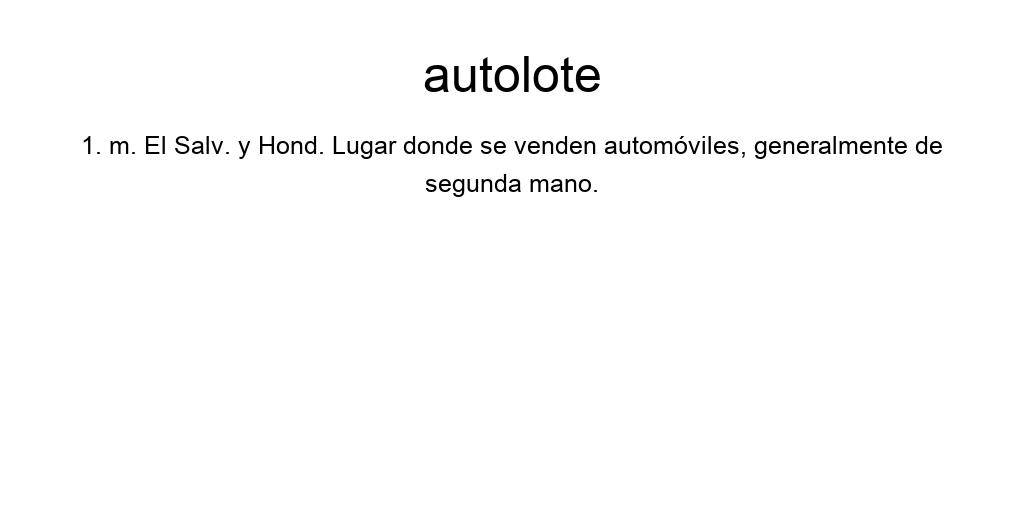 autolote
1. m. El Salv. y Hond. Lugar donde se venden automóviles, generalmente de
segunda mano.